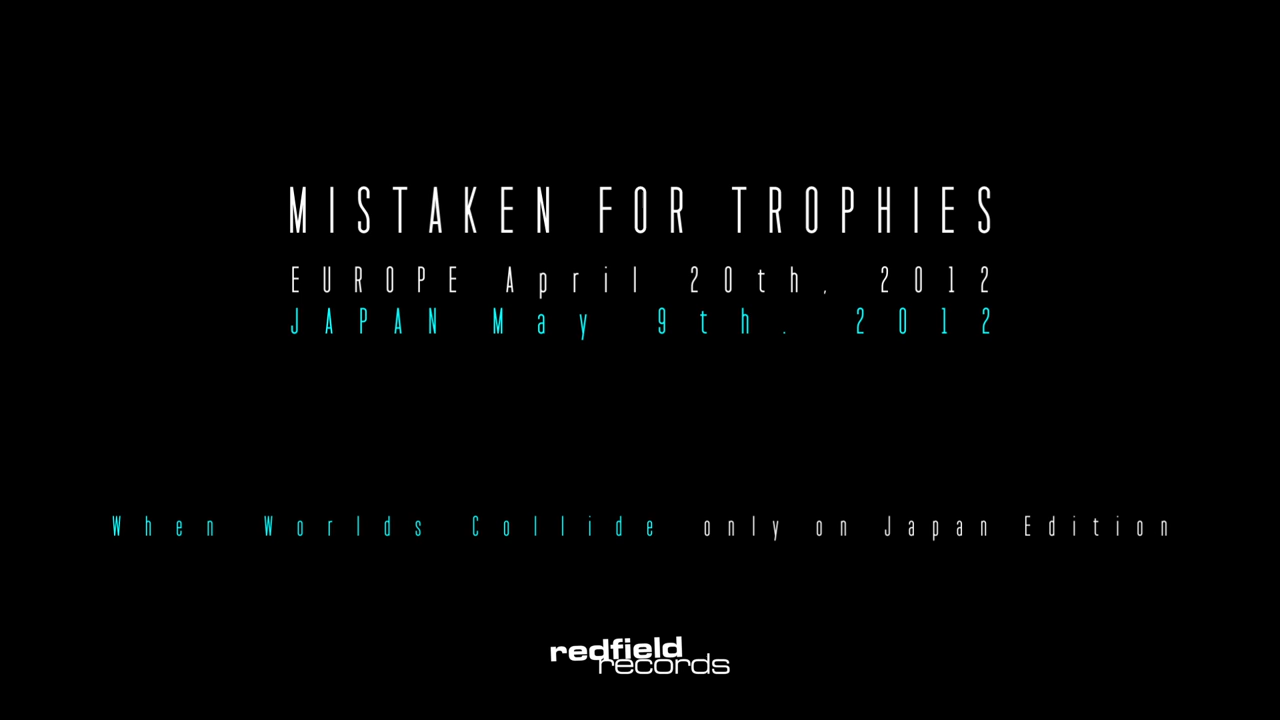 MISTAKEN FOR TROPHIES
EUROPE April 20th, 2012
JAPAN May 9th. 2012
When Worlds Collide only on Japan Edition
redfield
records